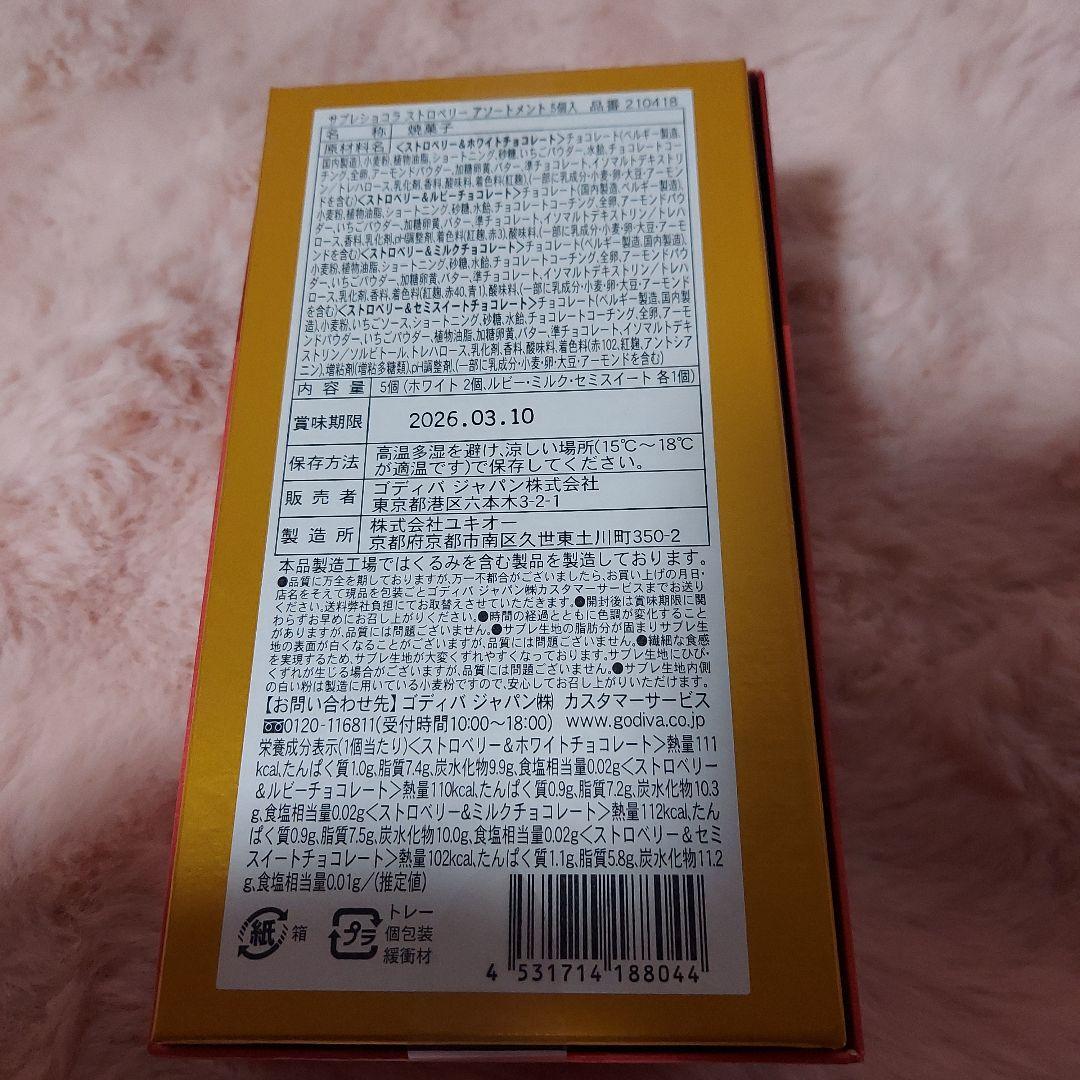 サブレショコラ ストロベリー アソートメント 5個入 品番 210418
名称 焼菓子
原材料名 <ストロベリー&ホワイトチョコレート>チョコレート(ベルギー製造、
国内製造)、小麦粉、植物油脂、ショートニング、砂糖、いちごパウダー、水飴、チョコレートコー
チング、全卵、アーモンドパウダー、加糖卵黄、バター、準チョコレート、イソマルトデキストリ
ン/トレハロース、乳化剤、香料、酸味料、着色料(紅麹)、(一部に乳成分・小麦・卵・大豆・アーモン
ドを含む)<ストロベリー&ルビーチョコレート>チョコレート(国内製造、ベルギー製造)、
小麦粉、植物油脂、ショートニング、砂糖、水飴、チョコレートコーチング、全卵、アーモンドパウ
ダー、いちごパウダー、加糖卵黄、バター、準チョコレート、イソマルトデキストリン/トレハ
ロース、香料、乳化剤、pH調整剤、着色料(紅麹、赤3)、酸味料、(一部に乳成分・小麦・卵・大豆・アーモ
ンドを含む)<ストロベリー&ミルクチョコレート>チョコレート(ベルギー製造、国内製造)、
小麦粉、植物油脂、ショートニング、砂糖、水飴、チョコレートコーチング、全卵、アーモンドパウ
ダー、いちごパウダー、加糖卵黄、バター、準チョコレート、イソマルトデキストリン/トレハ
ロース、乳化剤、香料、着色料(紅麹、赤40、青1)、酸味料、(一部に乳成分・小麦・卵・大豆・アーモンド
を含む)<ストロベリー&セミスイートチョコレート>チョコレート(ベルギー製造、国内製
造)、小麦粉、いちごソース、ショートニング、砂糖、水飴、チョコレートコーチング、全卵、アーモ
ンドパウダー、いちごパウダー、植物油脂、加糖卵黄、バター、準チョコレート、イソマルトデキ
ストリン/ソルビトール、トレハロース、乳化剤、香料、酸味料、着色料(赤102、紅麹、アントシア
ニン)、増粘剤(増粘多糖類)、pH調整剤、(一部に乳成分・小麦・卵・大豆・アーモンドを含む)
内容量 5個 (ホワイト 2個、ルビー・ミルク・セミスイート 各1個)
賞味期限 2026.03.10
保存方法 高温多湿を避け、涼しい場所(15℃～18℃
が適温です)で保存してください。
販売者 ゴディバ ジャパン株式会社
東京都港区六本木3-2-1
製造所 株式会社ユキオー
京都府京都市南区久世東土川町350-2
本品製造工場ではくるみを含む製品を製造しております。
●品質に万全を期しておりますが、万一不都合がございましたら、お買い上げの月日・
店名をそえて現品を包装ごとゴディバ ジャパン㈱カスタマーサービスまでお送り
ください。送料弊社負担にてお取替えさせていただきます。●開封後は賞味期限に関
わらずお早めにお召し上がりください。●時間の経過とともに色調が変化すること
がありますが、品質には問題ございません。●サブレ生地の脂肪分が固まりサブレ生
地の表面が白くなることがございますが、品質には問題ございません。●繊細な食感
を実現するため、サブレ生地が大変くずれやすくなっております。サブレ生地にひび・
くずれが生じる場合がございますが、品質には問題ございません。●サブレ生地内側
の白い粉は製造に用いている小麦粉ですので、安心してお召し上がりいただけます。
【お問い合わせ先】ゴディバ ジャパン㈱ カスタマーサービス
0120-116811(受付時間10:00～18:00) www.godiva.co.jp
栄養成分表示(1個当たり)<ストロベリー&ホワイトチョコレート>熱量111
kcal、たんぱく質1.0g、脂質7.4g、炭水化物9.9g、食塩相当量0.02g<ストロベリー
&ルビーチョコレート>熱量110kcal、たんぱく質0.9g、脂質7.2g、炭水化物10.3
g、食塩相当量0.02g<ストロベリー&ミルクチョコレート>熱量112kcal、たん
ぱく質0.9g、脂質7.5g、炭水化物10.0g、食塩相当量0.02g<ストロベリー&セミ
スイートチョコレート>熱量102kcal、たんぱく質1.1g、脂質5.8g、炭水化物11.2
g、食塩相当量0.01g/(推定値)
紙 箱
プラ トレー
個包装
緩衝材
4 531714 188044